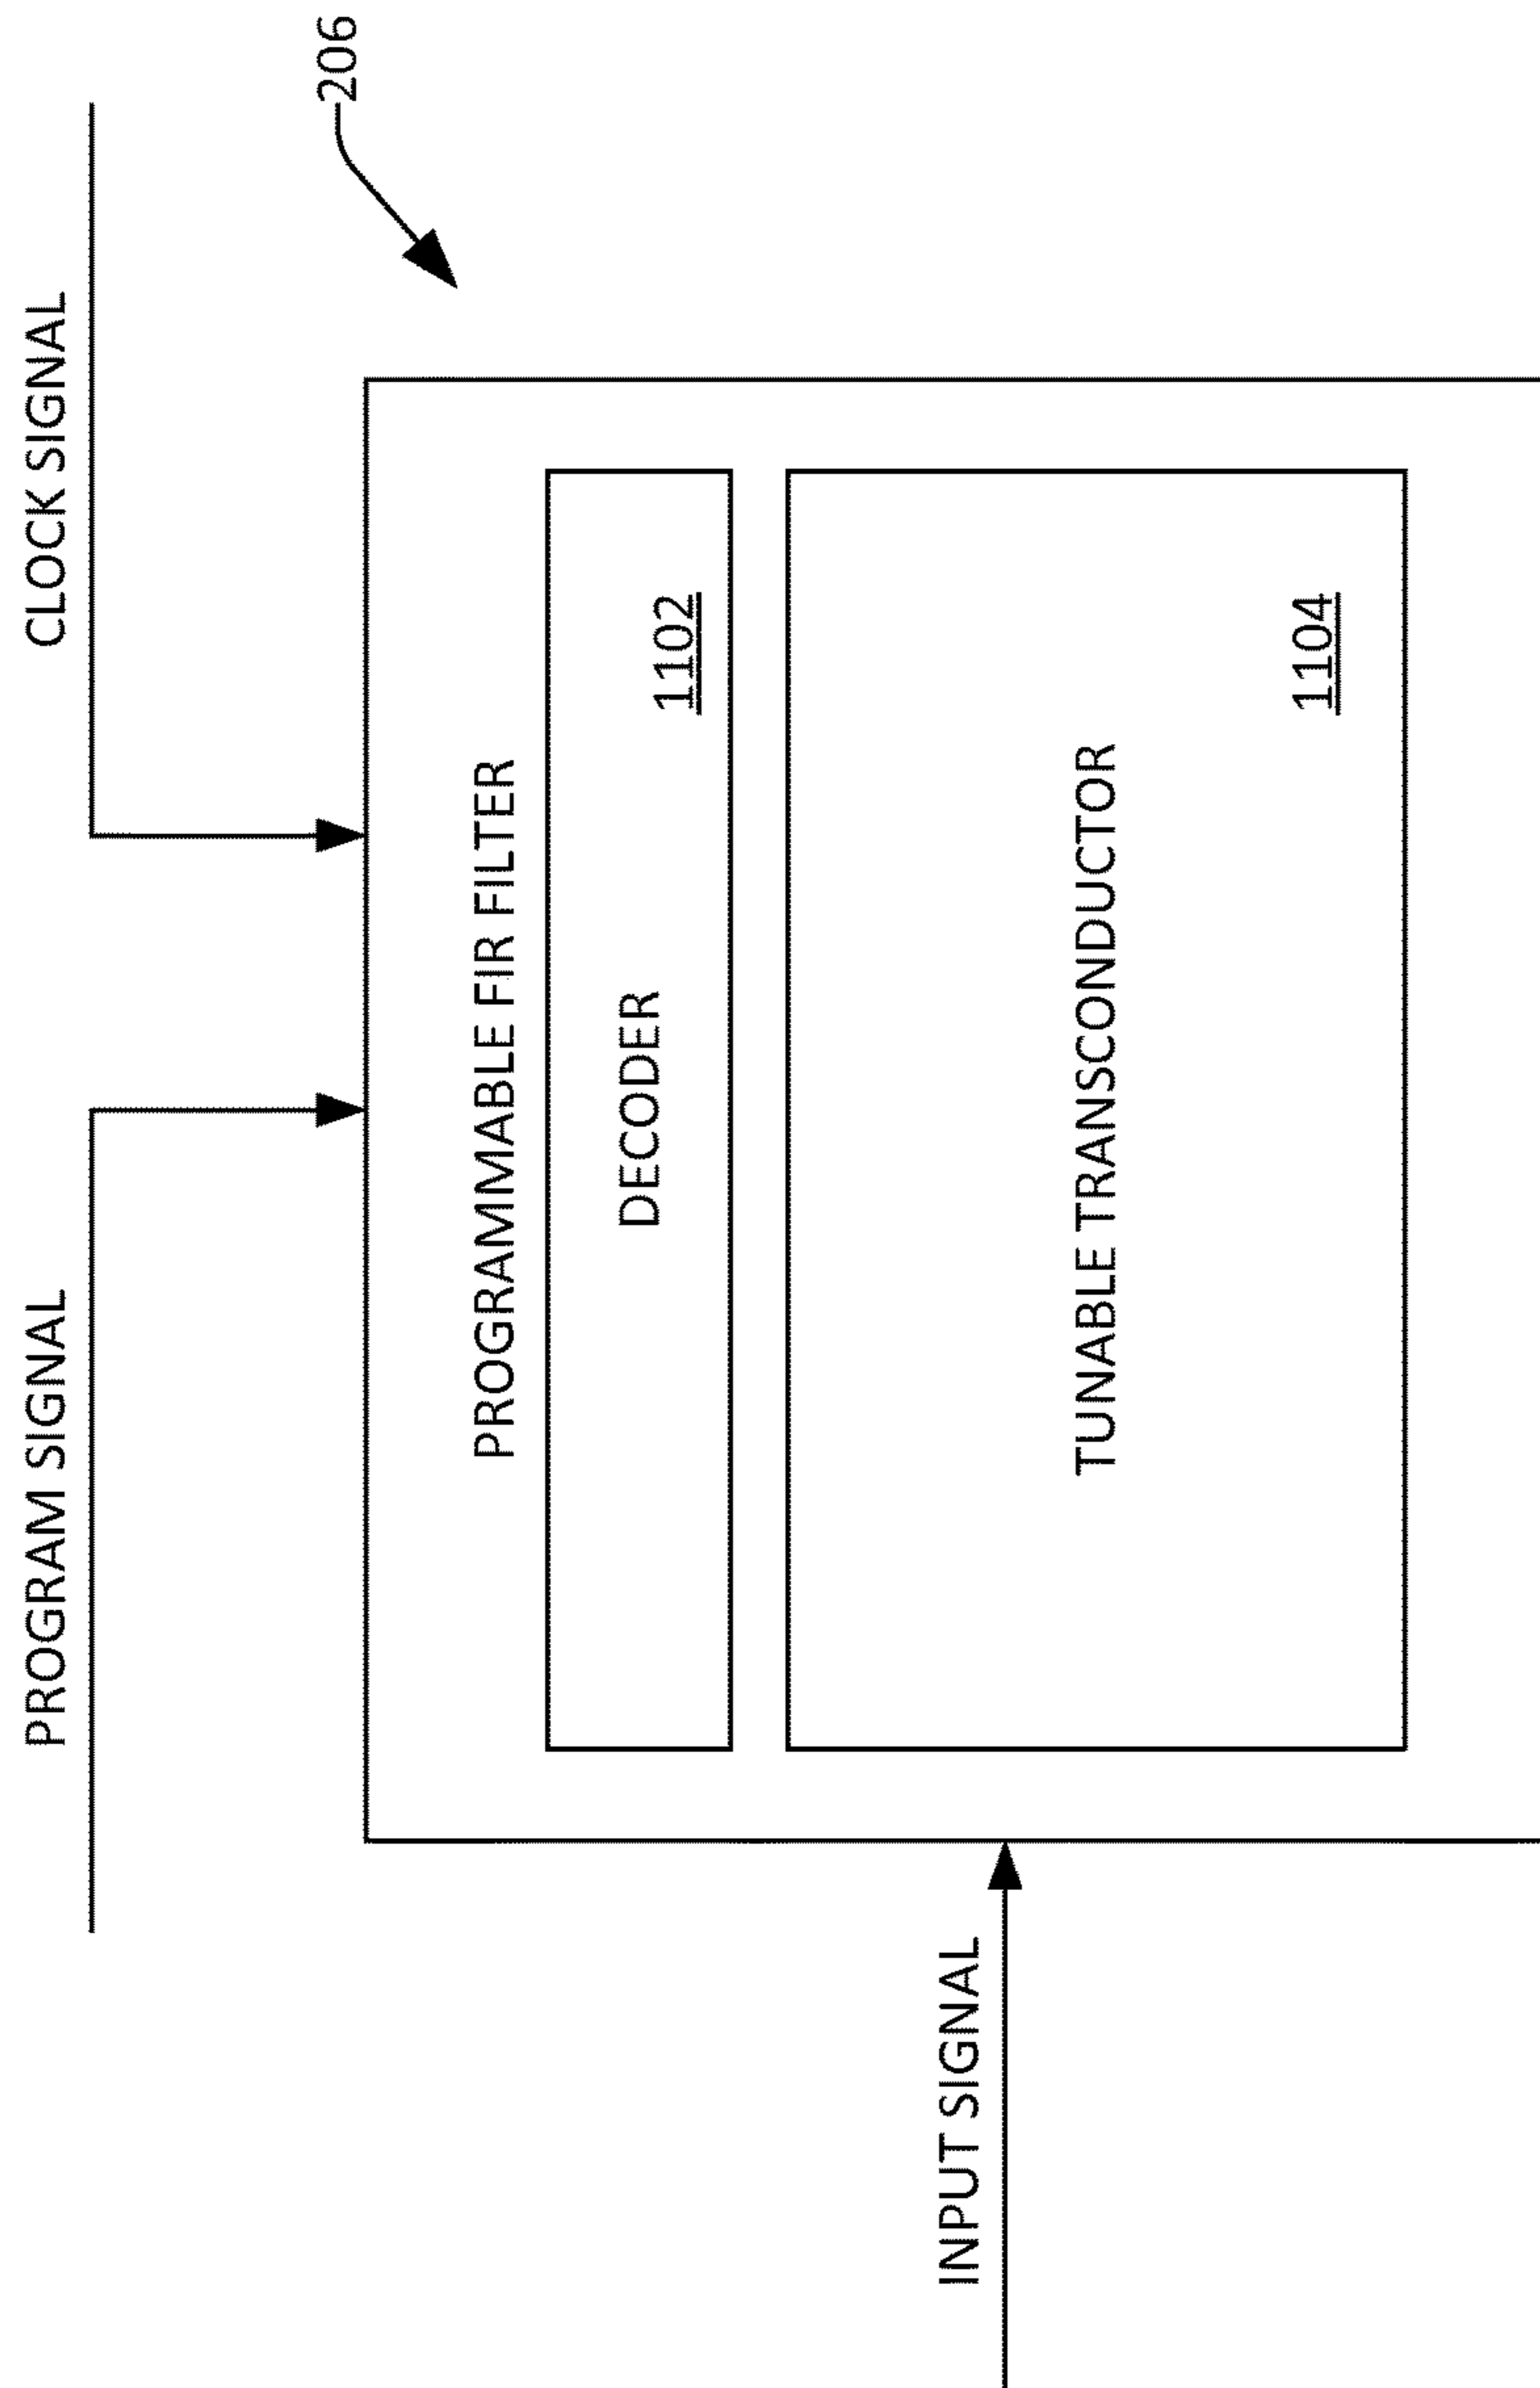 PROGRAM SIGNAL
CLOCK SIGNAL
206
PROGRAMMABLE FIR FILTER
DECODER
1102
INPUT SIGNAL
TUNABLE TRANSCONDUCTOR
1104